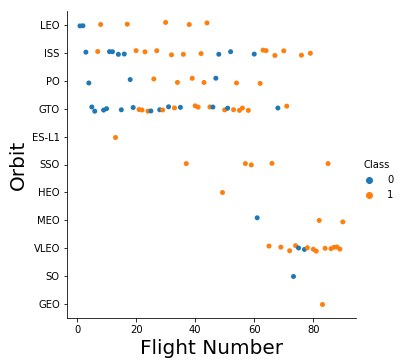 LEO
ISS
PO
GTO
ES-L1
SSO
HEO
MEO
VLEO
SO
GEO
Orbit
0 20 40 60 80
Flight Number
Class
0
1